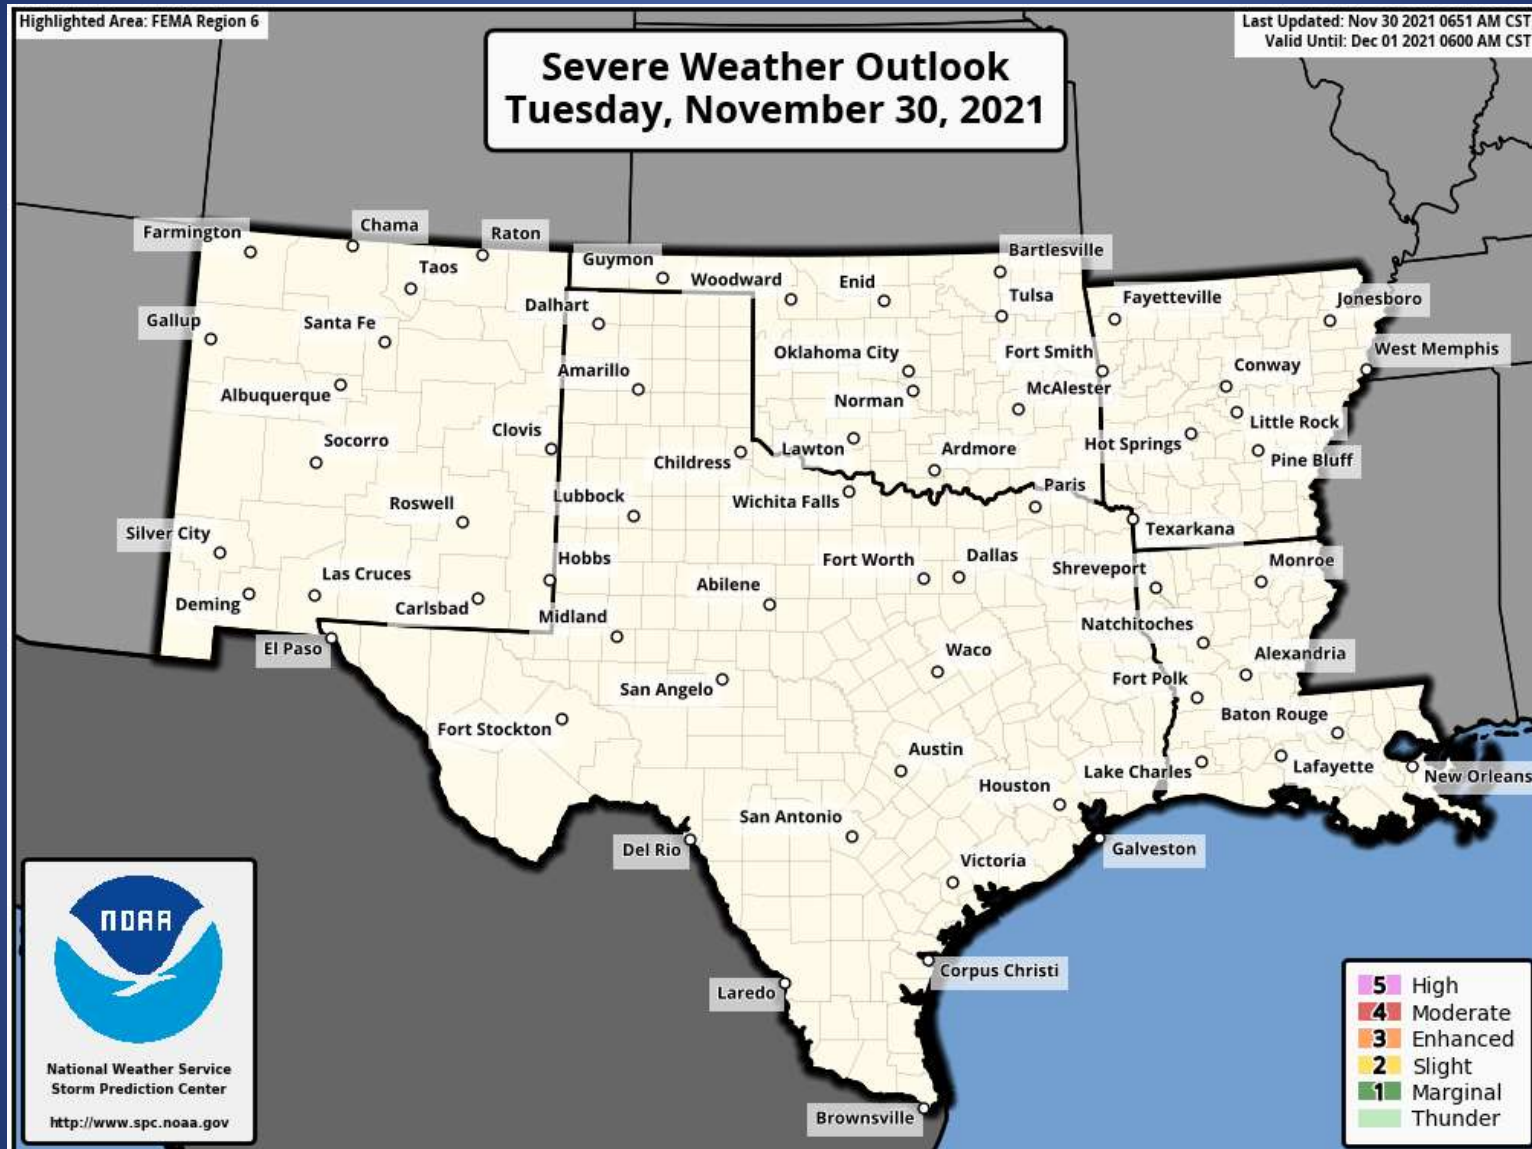 Highlighted Area: FEMA Region 6
Last Updated: Nov 30 2021 0651 AM CST
Valid Until: Dec 01 2021 0600 AM CST
Severe Weather Outlook
Tuesday, November 30, 2021
Farmington
Chama
Raton
Taos
Guymon
Woodward
Enid
Bartlesville
Tulsa
Fayetteville
Jonesboro
Gallup
Santa Fe
Dalhart
Oklahoma City
Fort Smith
Conway
West Memphis
Albuquerque
Amarillo
Norman
McAlester
Little Rock
Socorro
Clovis
Childress
Lawton
Ardmore
Hot Springs
Pine Bluff
Roswell
Lubbock
Wichita Falls
Paris
Texarkana
Silver City
Las Cruces
Hobbs
Abilene
Fort Worth
Dallas
Shreveport
Monroe
Deming
Carlsbad
Midland
Natchitoches
El Paso
San Angelo
Waco
Fort Polk
Alexandria
Fort Stockton
Baton Rouge
Austin
Houston
Lake Charles
Lafayette
New Orleans
San Antonio
Del Rio
Victoria
Galveston
Laredo
Corpus Christi
Brownsville
NOAA
National Weather Service
Storm Prediction Center
http://www.spc.noaa.gov
5 High
4 Moderate
3 Enhanced
2 Slight
1 Marginal
Thunder